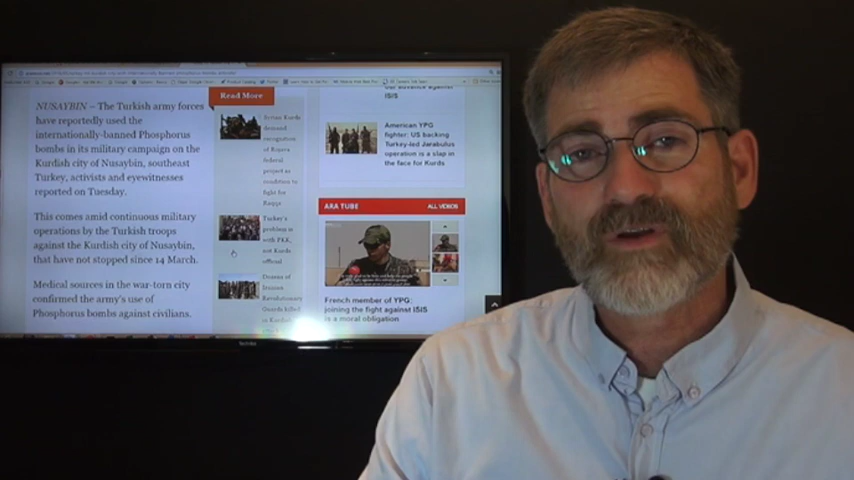 NUSAYBIN – The Turkish army forces
have reportedly used the
internationally-banned Phosphorus
bombs in its military campaign on the
Kurdish city of Nusaybin, southeast
Turkey, activists and eyewitnesses
reported on Tuesday.
This comes amid continuous military
operations by the Turkish troops
against the Kurdish city of Nusaybin,
that have not stopped since 14 March.
Medical sources in the war-torn city
confirmed the army's use of
Phosphorus bombs against civilians.
Read More
Syrian Kurds
demand
recognition
of Rojava
federal
project as
condition to
fight for
Raqqa
Turkey's
problem is
with PKK,
not Kurds
official
Dozens of
Iranian
Revolutionary
Guards killed
our advance against
ISIS
American YPG
fighter: US backing
Turkey-led Jarabulus
operation is a slap
in the face for Kurds
ARA TUBE
ALL VIDEOS
French member of YPG:
joining the fight against ISIS
is a moral obligation